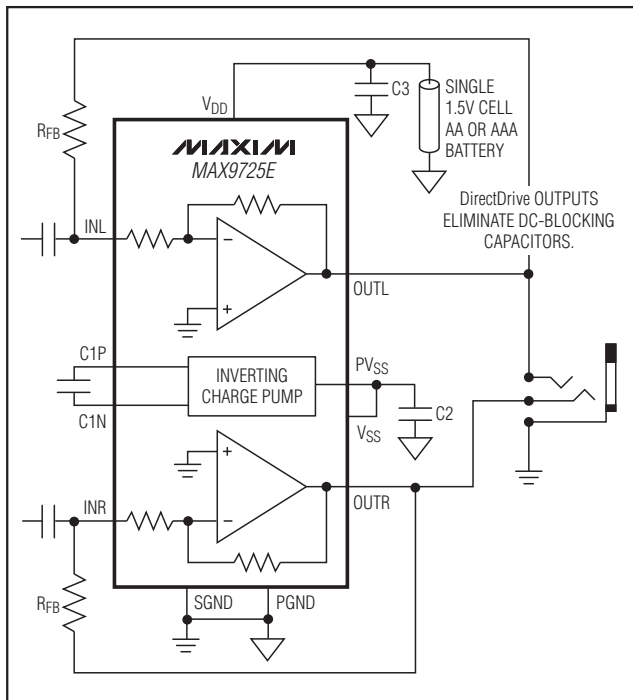 VDD
C3
SINGLE
1.5V CELL
AA OR AAA
BATTERY
RFB
MAXIM
MAX9725E
DirectDrive OUTPUTS
ELIMINATE DC-BLOCKING
CAPACITORS.
INL
−
+
OUTL
C1P
INVERTING
CHARGE PUMP
PVSS
C1N
VSS
C2
+
−
INR
OUTR
RFB
SGND
PGND